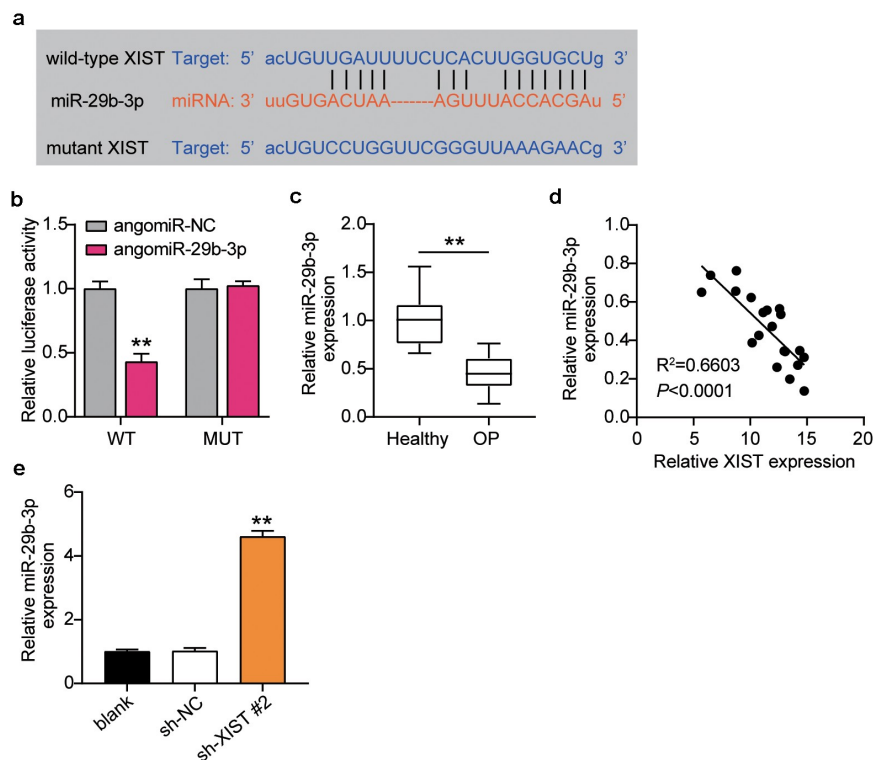 a
wild-type XIST Target: 5' acUGUUGAUUUUCUCACUUGGUGCUg 3'
miR-29b-3p miRNA: 3' uuGUGACUAA-------AGUUUACCACGAu 5'
mutant XIST Target: 5' acUGUCCUGGUUCGGGUUAAAGAACg 3'
b
Relative luciferase activity
1.5
1.0
0.5
0.0
angomiR-NC
angomiR-29b-3p
**
WT MUT
c
Relative miR-29b-3p
expression
2.0
1.5
1.0
0.5
0.0
**
Healthy OP
d
Relative miR-29b-3p
expression
1.0
0.8
0.6
0.4
0.2
0.0
R²=0.6603
P<0.0001
0 5 10 15 20
Relative XIST expression
e
Relative miR-29b-3p
expression
6
4
2
0
**
blank
sh-NC
sh-XIST #2